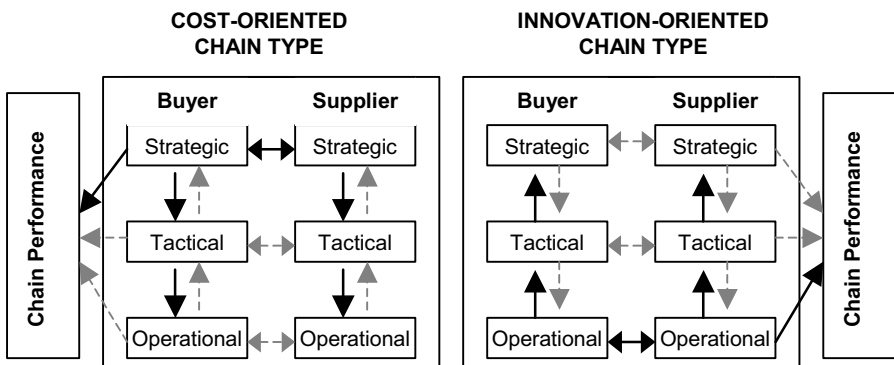 COST-ORIENTED
CHAIN TYPE
Chain Performance
Buyer
Supplier
Strategic
Strategic
Tactical
Tactical
Operational
Operational
INNOVATION-ORIENTED
CHAIN TYPE
Buyer
Supplier
Strategic
Strategic
Tactical
Tactical
Operational
Operational
Chain Performance